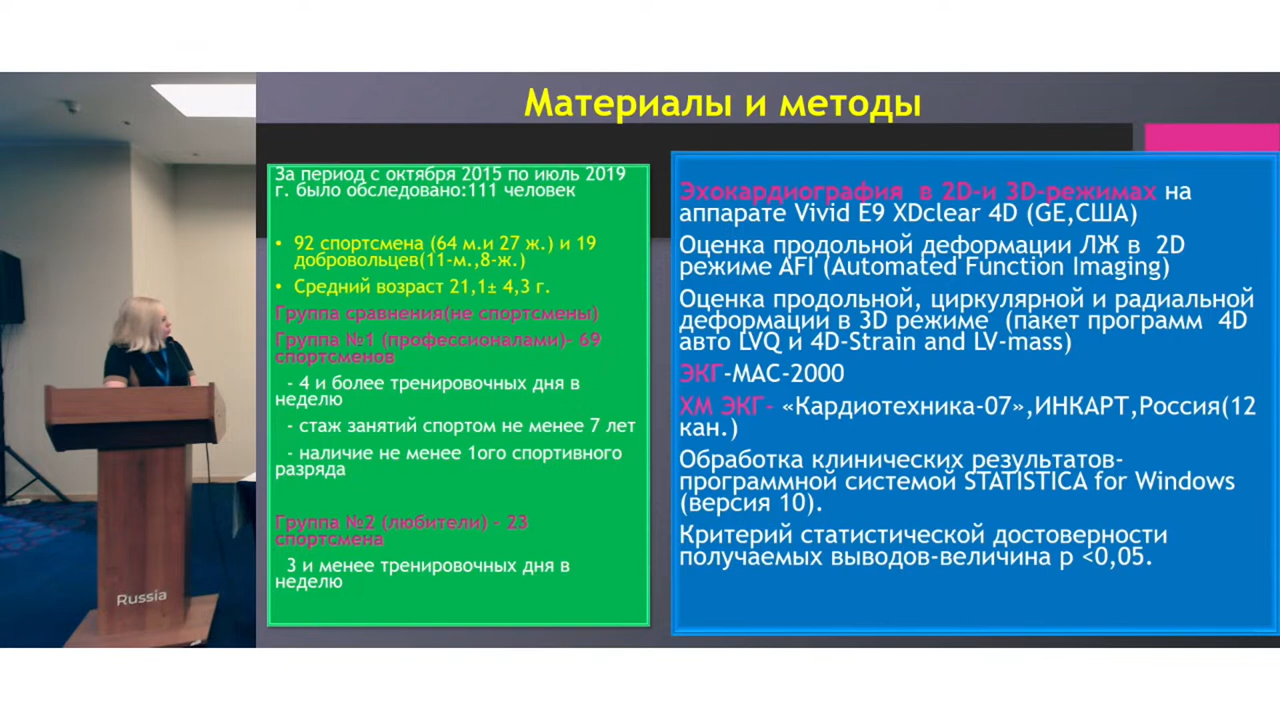 Материалы и методы
За период с октября 2015 по июль 2019
г. было обследовано:111 человек
• 92 спортсмена (64 м.и 27 ж.) и 19
добровольцев(11-м.,8-ж.)
• Средний возраст 21,1± 4,3 г.
Группа сравнения(не спортсмены)
Группа №1 (профессионалами)- 69
спортсменов
- 4 и более тренировочных дня в
неделю
- стаж занятий спортом не менее 7 лет
- наличие не менее 1ого спортивного
разряда
Группа №2 (любители) - 23
спортсмена
3 и менее тренировочных дня в
неделю
Эхокардиография в 2D-и 3D-режимах на
аппарате Vivid E9 XDclear 4D (GE,США)
Оценка продольной деформации ЛЖ в 2D
режиме AFI (Automated Function Imaging)
Оценка продольной, циркулярной и радиальной
деформации в 3D режиме (пакет программ 4D
авто LVQ и 4D-Strain and LV-mass)
ЭКГ-MAC-2000
ХМ ЭКГ- «Кардиотехника-07»,ИНКАРТ,Россия(12
кан.)
Обработка клинических результатов-
программной системой STATISTICA for Windows
(версия 10).
Критерий статистической достоверности
получаемых выводов-величина р <0,05.
Russia